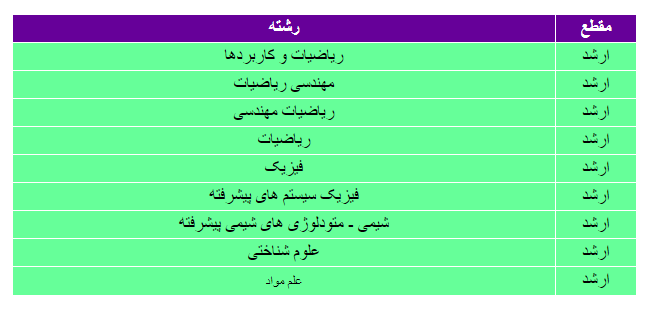 مقطع رشته
ارشد ریاضیات و کاربردها
ارشد مهندسی ریاضیات
ارشد ریاضیات مهندسی
ارشد ریاضیات
ارشد فیزیک
ارشد فیزیک سیستم های پیشرفته
ارشد شیمی - متودلوژی های شیمی پیشرفته
ارشد علوم شناختی
ارشد علم مواد